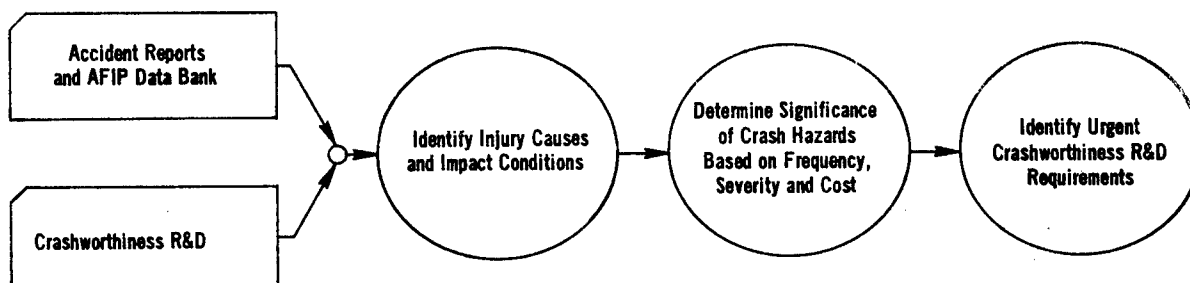 Accident Reports
and AFIP Data Bank
Crashworthiness R&D
Identify Injury Causes
and Impact Conditions
Determine Significance
of Crash Hazards
Based on Frequency,
Severity and Cost
Identify Urgent
Crashworthiness R&D
Requirements